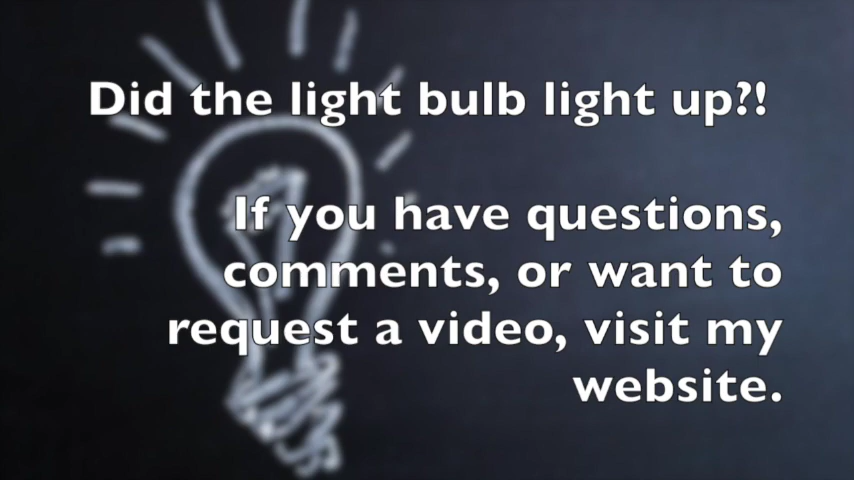 Did the light bulb light up?!
If you have questions,
comments, or want to
request a video, visit my
website.